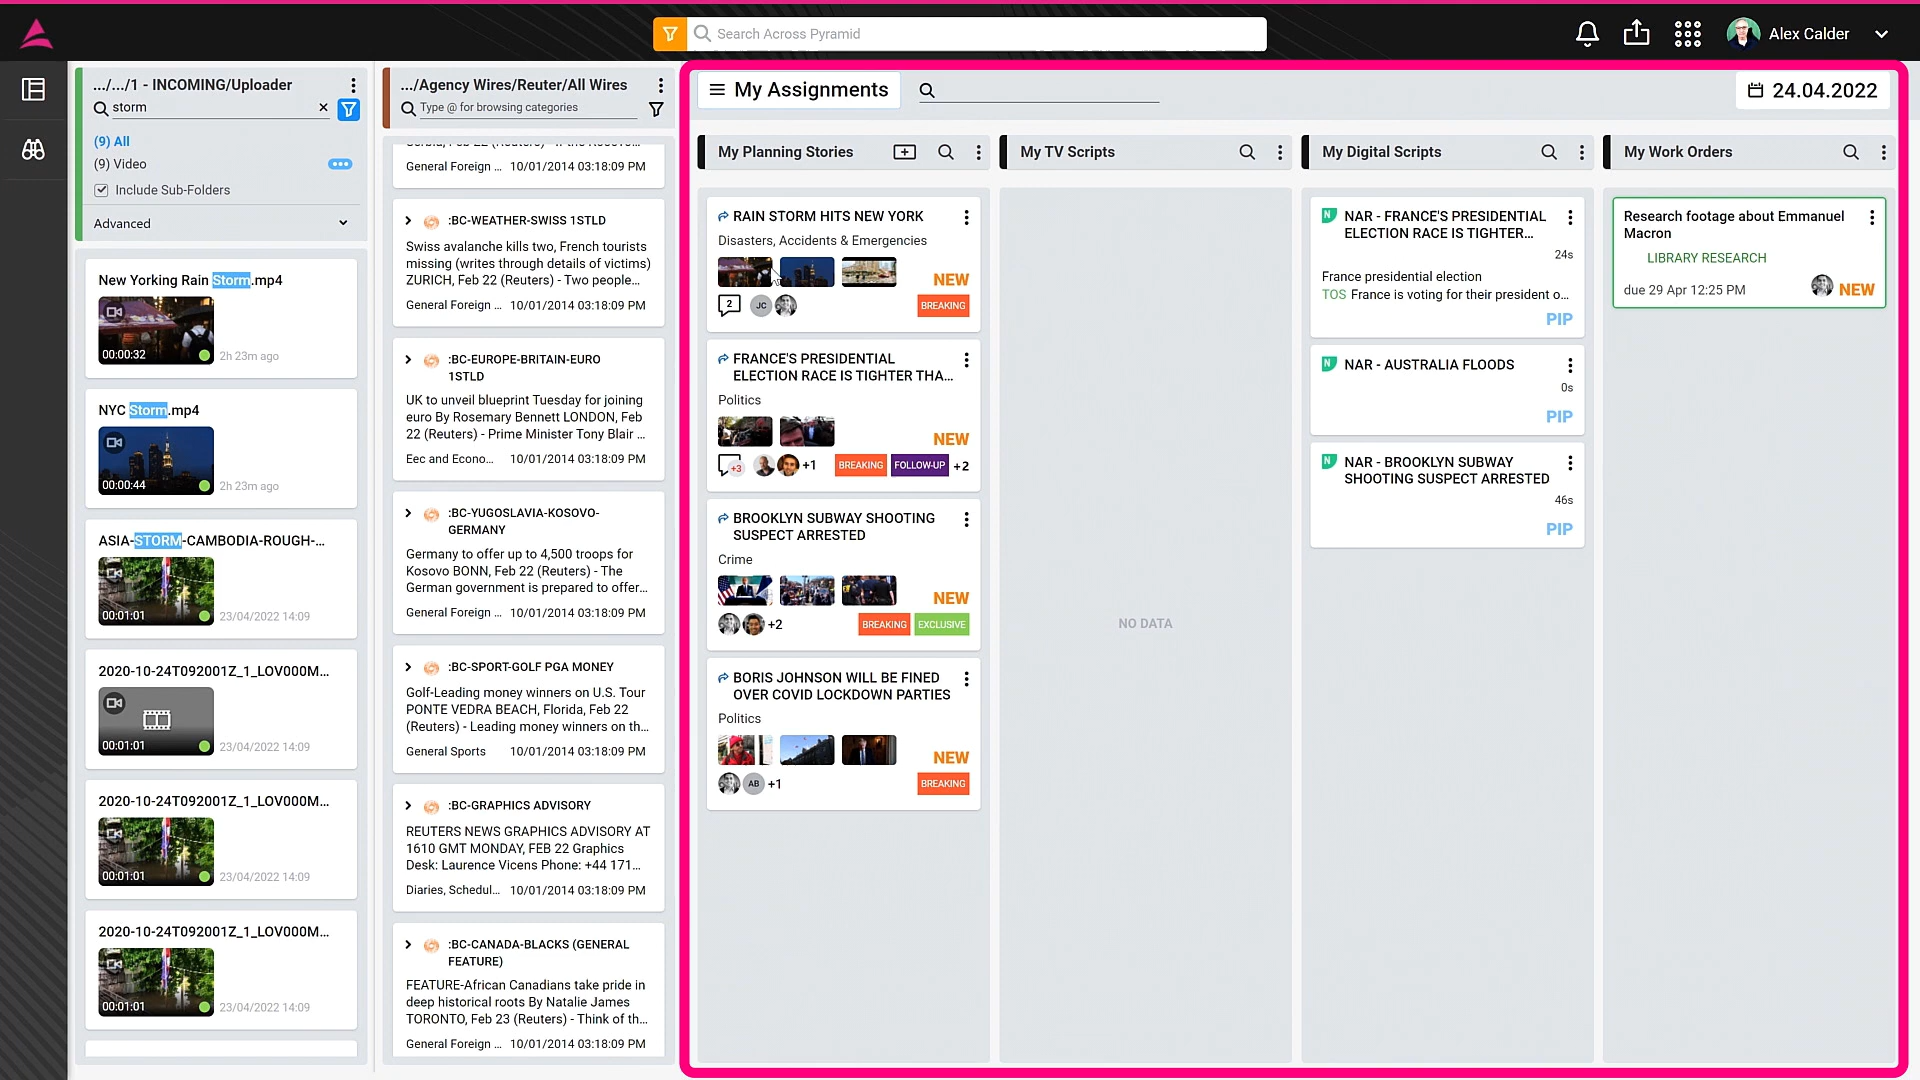 Search Across Pyramid
Alex Calder
.../.../1 - INCOMING/Uploader
storm
(9) All
(9) Video
Include Sub-Folders
Advanced
New Yorking Rain Storm.mp4
00:00:32
2h 23m ago
NYC Storm.mp4
00:00:44
2h 23m ago
ASIA-STORM-CAMBODIA-ROUGH-...
00:01:01
23/04/2022 14:09
2020-10-24T092001Z_1_LOV000M...
00:01:01
23/04/2022 14:09
2020-10-24T092001Z_1_LOV000M...
00:01:01
23/04/2022 14:09
2020-10-24T092001Z_1_LOV000M...
00:01:01
23/04/2022 14:09
.../Agency Wires/Reuter/All Wires
Type @ for browsing categories
General Foreign ... 10/01/2014 03:18:09 PM
:BC-WEATHER-SWISS 1STLD
Swiss avalanche kills two, French tourists
missing (writes through details of victims)
ZURICH, Feb 22 (Reuters) - Two people...
General Foreign ... 10/01/2014 03:18:09 PM
:BC-EUROPE-BRITAIN-EURO
1STLD
UK to unveil blueprint Tuesday for joining
euro By Rosemary Bennett LONDON, Feb
22 (Reuters) - Prime Minister Tony Blair ...
Eec and Econo... 10/01/2014 03:18:09 PM
:BC-YUGOSLAVIA-KOSOVO-
GERMANY
Germany to offer up to 4,500 troops for
Kosovo BONN, Feb 22 (Reuters) - The
German government is prepared to offer...
General Foreign ... 10/01/2014 03:18:09 PM
:BC-SPORT-GOLF PGA MONEY
Golf-Leading money winners on U.S. Tour
PONTE VEDRA BEACH, Florida, Feb 22
(Reuters) - Leading money winners on th...
General Sports 10/01/2014 03:18:09 PM
:BC-GRAPHICS ADVISORY
REUTERS NEWS GRAPHICS ADVISORY AT
1610 GMT MONDAY, FEB 22 Graphics
Desk: Laurence Vicens Phone: +44 171...
Diaries, Schedul... 10/01/2014 03:18:09 PM
:BC-CANADA-BLACKS (GENERAL
FEATURE)
FEATURE-African Canadians take pride in
deep historical roots By Natalie James
TORONTO, Feb 23 (Reuters) - Think of th...
General Foreign ... 10/01/2014 03:18:09 PM
My Assignments
24.04.2022
My Planning Stories
RAIN STORM HITS NEW YORK
Disasters, Accidents & Emergencies
NEW
2
JC
BREAKING
FRANCE'S PRESIDENTIAL
ELECTION RACE IS TIGHTER THA...
Politics
NEW
+3
+1
BREAKING
FOLLOW-UP
+2
BROOKLYN SUBWAY SHOOTING
SUSPECT ARRESTED
Crime
NEW
+2
BREAKING
EXCLUSIVE
BORIS JOHNSON WILL BE FINED
OVER COVID LOCKDOWN PARTIES
Politics
NEW
AB
+1
BREAKING
My TV Scripts
NO DATA
My Digital Scripts
N
NAR - FRANCE'S PRESIDENTIAL
ELECTION RACE IS TIGHTER...
24s
France presidential election
TOS France is voting for their president o...
PIP
N
NAR - AUSTRALIA FLOODS
0s
PIP
N
NAR - BROOKLYN SUBWAY
SHOOTING SUSPECT ARRESTED
46s
PIP
My Work Orders
Research footage about Emmanuel
Macron
LIBRARY RESEARCH
due 29 Apr 12:25 PM
NEW